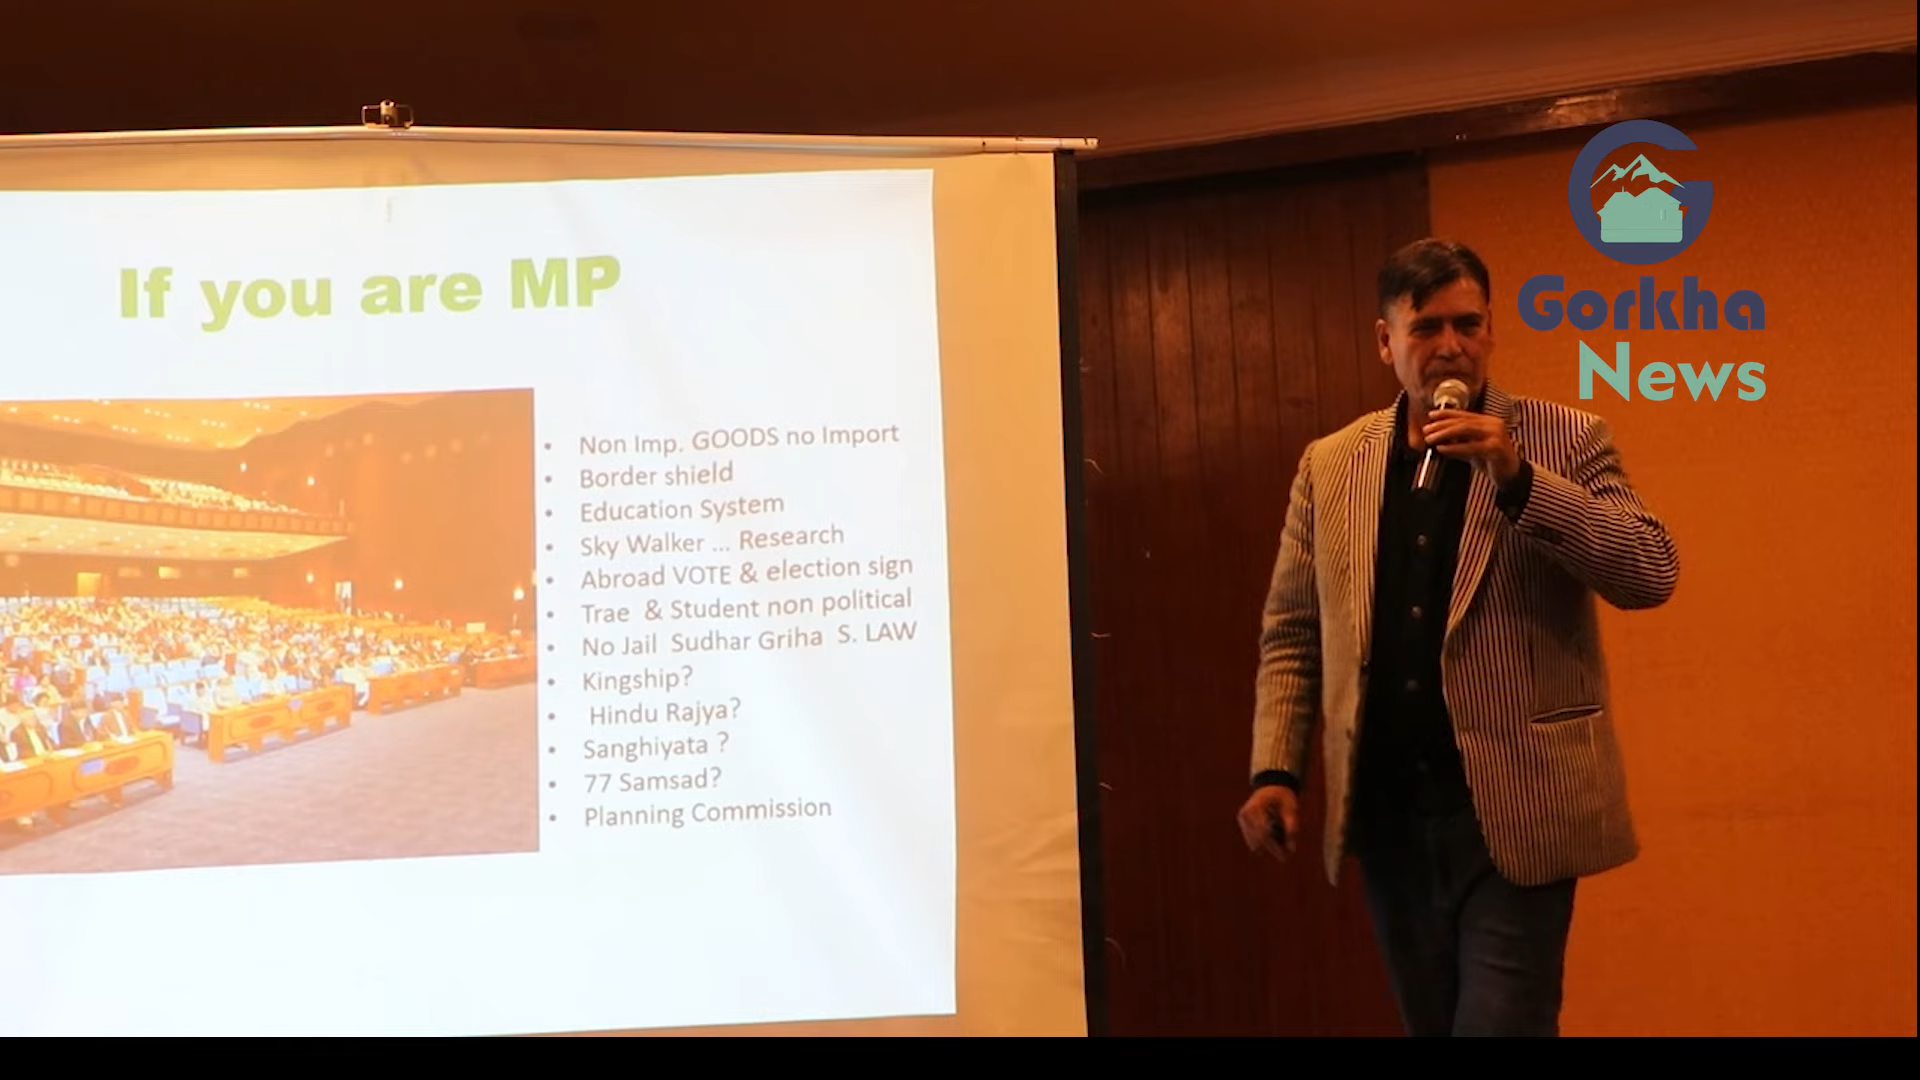 If you are MP
• Non Imp. GOODS no Import
• Border shield
• Education System
• Sky Walker ... Research
• Abroad VOTE & election sign
• Trae & Student non political
• No Jail Sudhar Griha S. LAW
• Kingship?
• Hindu Rajya?
• Sanghiyata ?
• 77 Samsad?
• Planning Commission
Gorkha
News